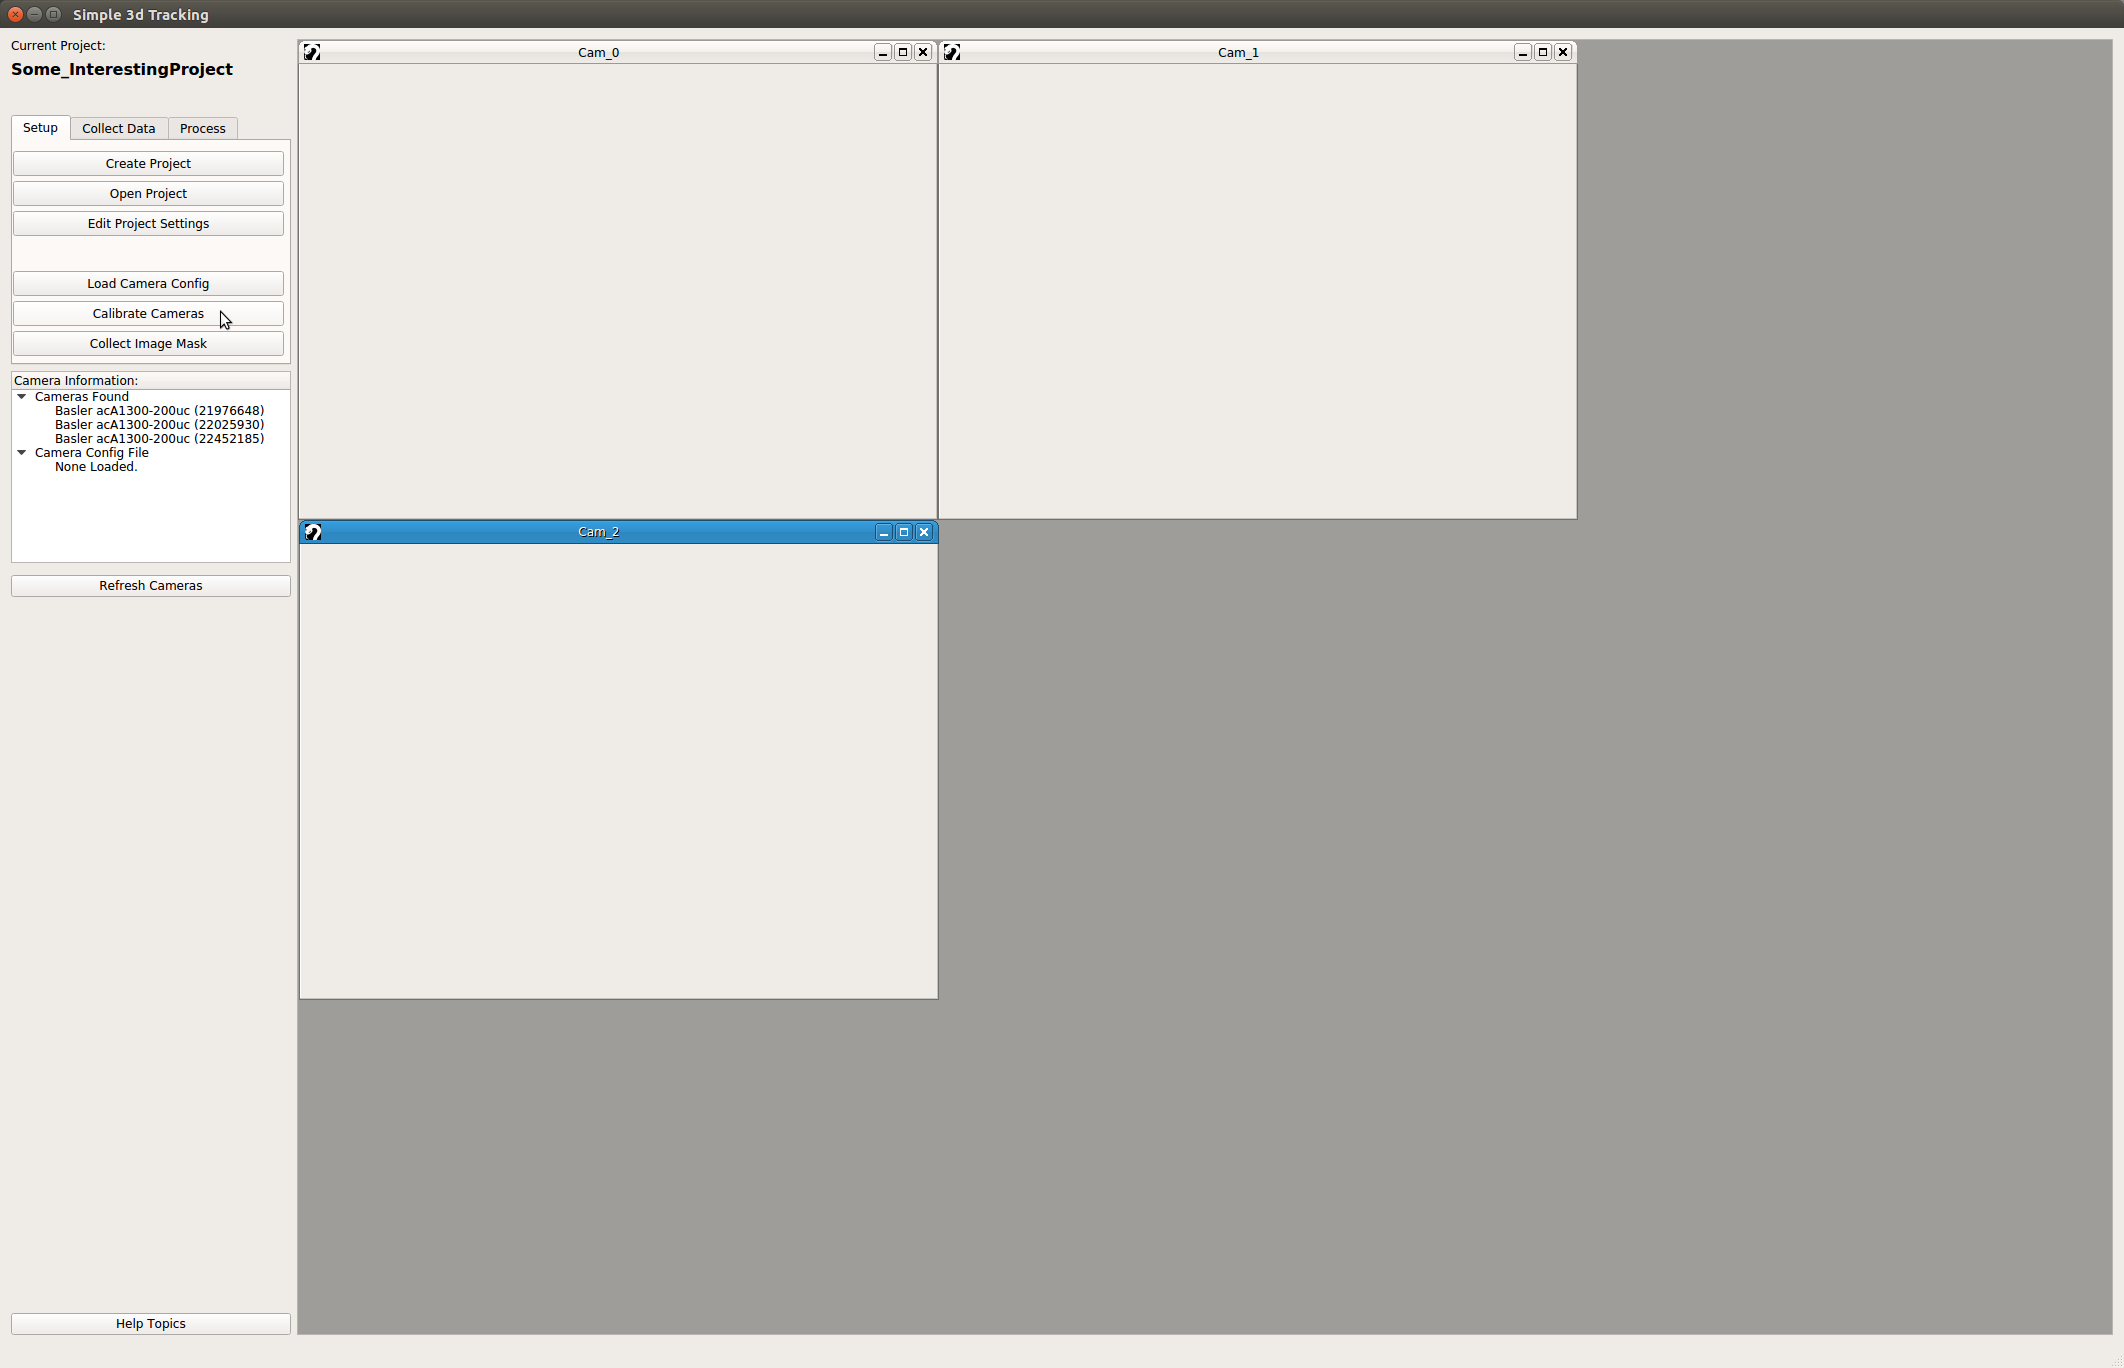 Simple 3d Tracking
Current Project:
Some_InterestingProject
Setup
Collect Data
Process
Create Project
Open Project
Edit Project Settings
Load Camera Config
Calibrate Cameras
Collect Image Mask
Camera Information:
Cameras Found
Basler acA1300-200uc (21976648)
Basler acA1300-200uc (22025930)
Basler acA1300-200uc (22452185)
Camera Config File
None Loaded.
Refresh Cameras
Help Topics
Cam_0
Cam_1
Cam_2